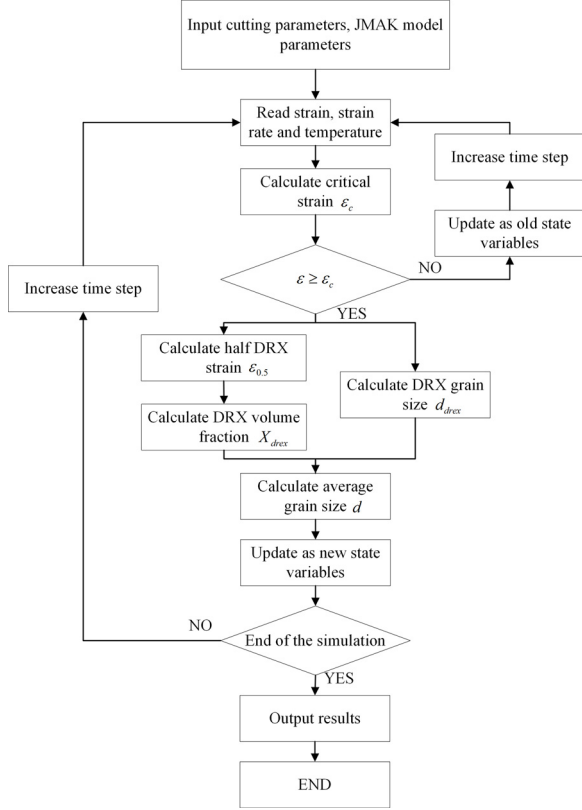 Input cutting parameters, JMAK model
parameters
Read strain, strain
rate and temperature
Increase time step
Calculate critical
strain ε_c
Update as old state
variables
ε ≥ ε_c
NO
Increase time step
YES
Calculate half DRX
strain ε_0.5
Calculate DRX grain
size d_drex
Calculate DRX volume
fraction X_drex
Calculate average
grain size d
Update as new state
variables
NO
End of the simulation
YES
Output results
END